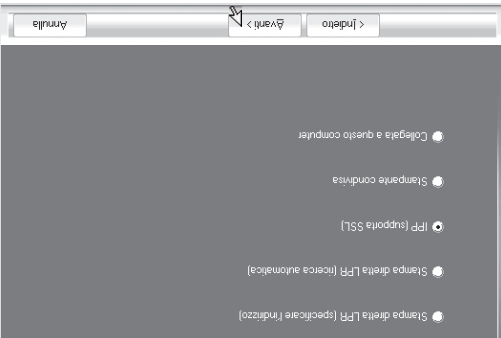 Stampa diretta LPR (specificare l'indirizzo)
Stampa diretta LPR (ricerca automatica)
IPP (supporta SSL)
Stampante condivisa
Collegata a questo computer
< Indietro
Avanti >
Annulla